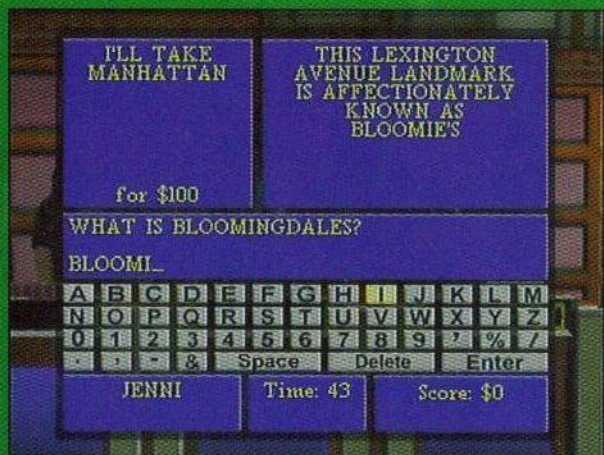 I'LL TAKE
MANHATTAN
for $100
THIS LEXINGTON
AVENUE LANDMARK
IS AFFECTIONATELY
KNOWN AS
BLOOMIE'S
WHAT IS BLOOMINGDALES?
BLOOMI_
A B C D E F G H I J K L M
N O P Q R S T U V W X Y Z
0 1 2 3 4 5 6 7 8 9 ' % /
. , - & Space Delete Enter
JENNI Time: 43 Score: $0